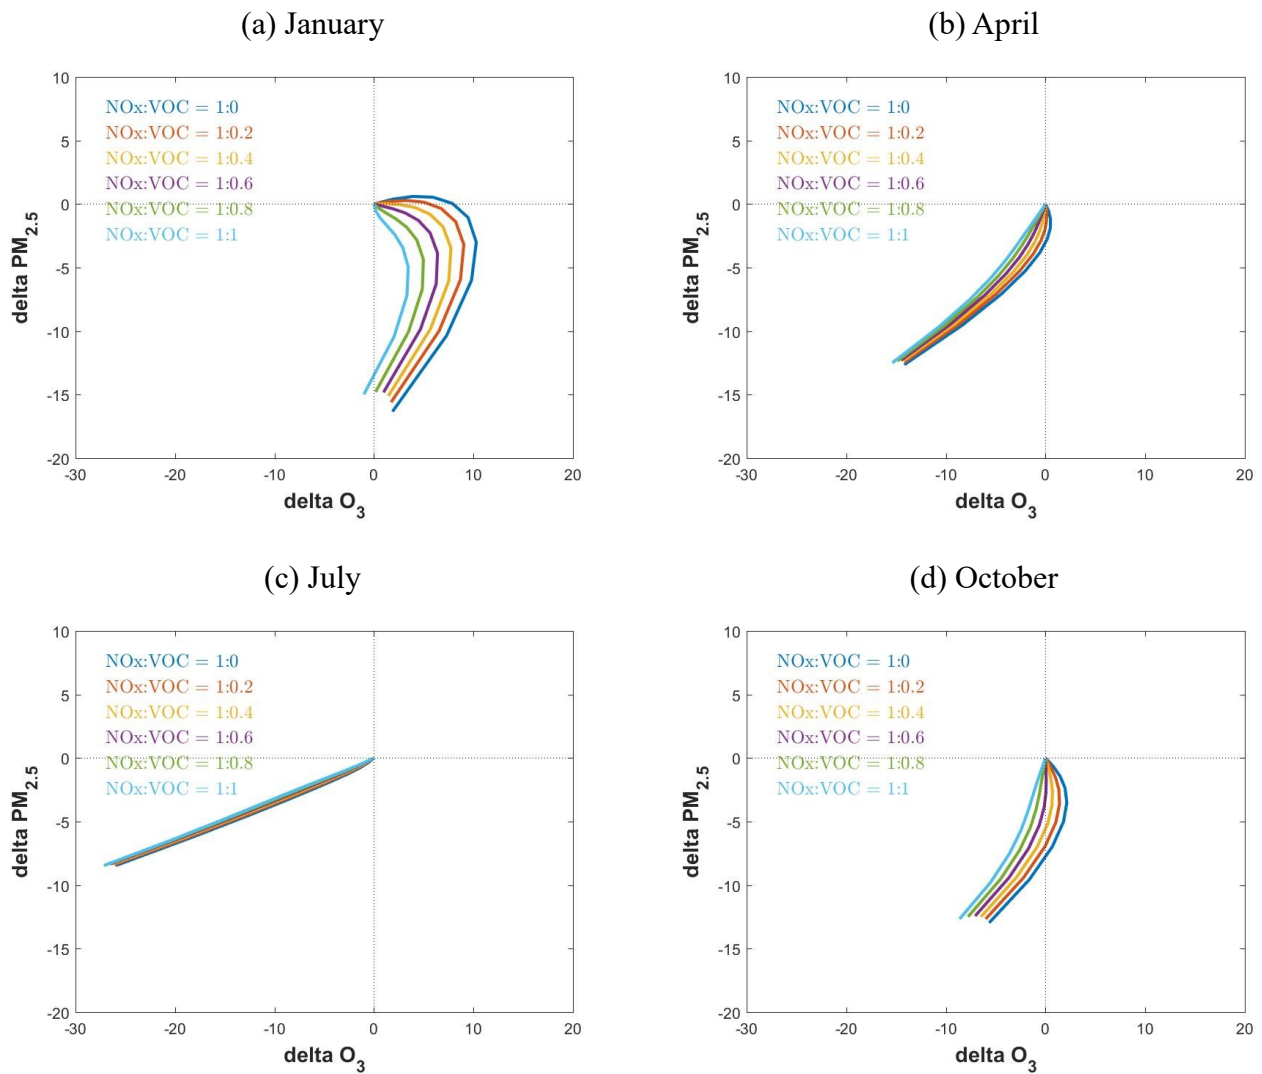 (a) January
10
5
0
-5
-10
-15
-20
-30
-20
-10
0
10
20
delta PM2.5
delta O3
NOx:VOC = 1:0
NOx:VOC = 1:0.2
NOx:VOC = 1:0.4
NOx:VOC = 1:0.6
NOx:VOC = 1:0.8
NOx:VOC = 1:1
(b) April
10
5
0
-5
-10
-15
-20
-30
-20
-10
0
10
20
delta PM2.5
delta O3
NOx:VOC = 1:0
NOx:VOC = 1:0.2
NOx:VOC = 1:0.4
NOx:VOC = 1:0.6
NOx:VOC = 1:0.8
NOx:VOC = 1:1
(c) July
10
5
0
-5
-10
-15
-20
-30
-20
-10
0
10
20
delta PM2.5
delta O3
NOx:VOC = 1:0
NOx:VOC = 1:0.2
NOx:VOC = 1:0.4
NOx:VOC = 1:0.6
NOx:VOC = 1:0.8
NOx:VOC = 1:1
(d) October
10
5
0
-5
-10
-15
-20
-30
-20
-10
0
10
20
delta PM2.5
delta O3
NOx:VOC = 1:0
NOx:VOC = 1:0.2
NOx:VOC = 1:0.4
NOx:VOC = 1:0.6
NOx:VOC = 1:0.8
NOx:VOC = 1:1